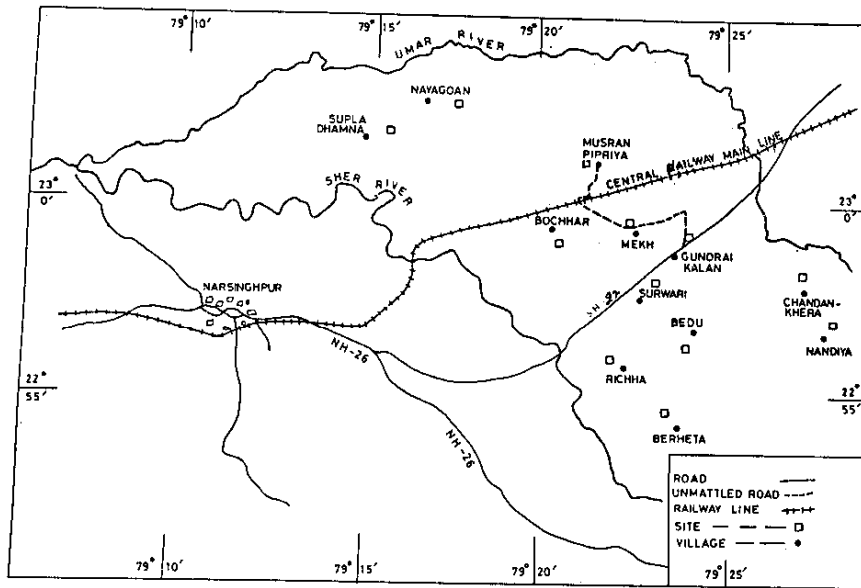 79° 10'
79° 15'
79° 20'
79° 25'
UMAR RIVER
NAYAGOAN
SUPLA
DHAMNA
MUSRAN
PIPRIYA
CENTRAL RAILWAY MAIN LINE
SHER RIVER
23°
0'
23°
0'
BOCHHAR
MEKH
GUNDRAI
KALAN
NARSINGHPUR
SH
SURWARI
CHANDAN-
KHERA
BEDU
NANDIYA
NH-26
RICHHA
22°
55'
22°
55'
NH-26
BERHETA
ROAD
UNMATTLED ROAD
RAILWAY LINE
SITE
VILLAGE
79° 10'
79° 15'
79° 20'
79° 25'